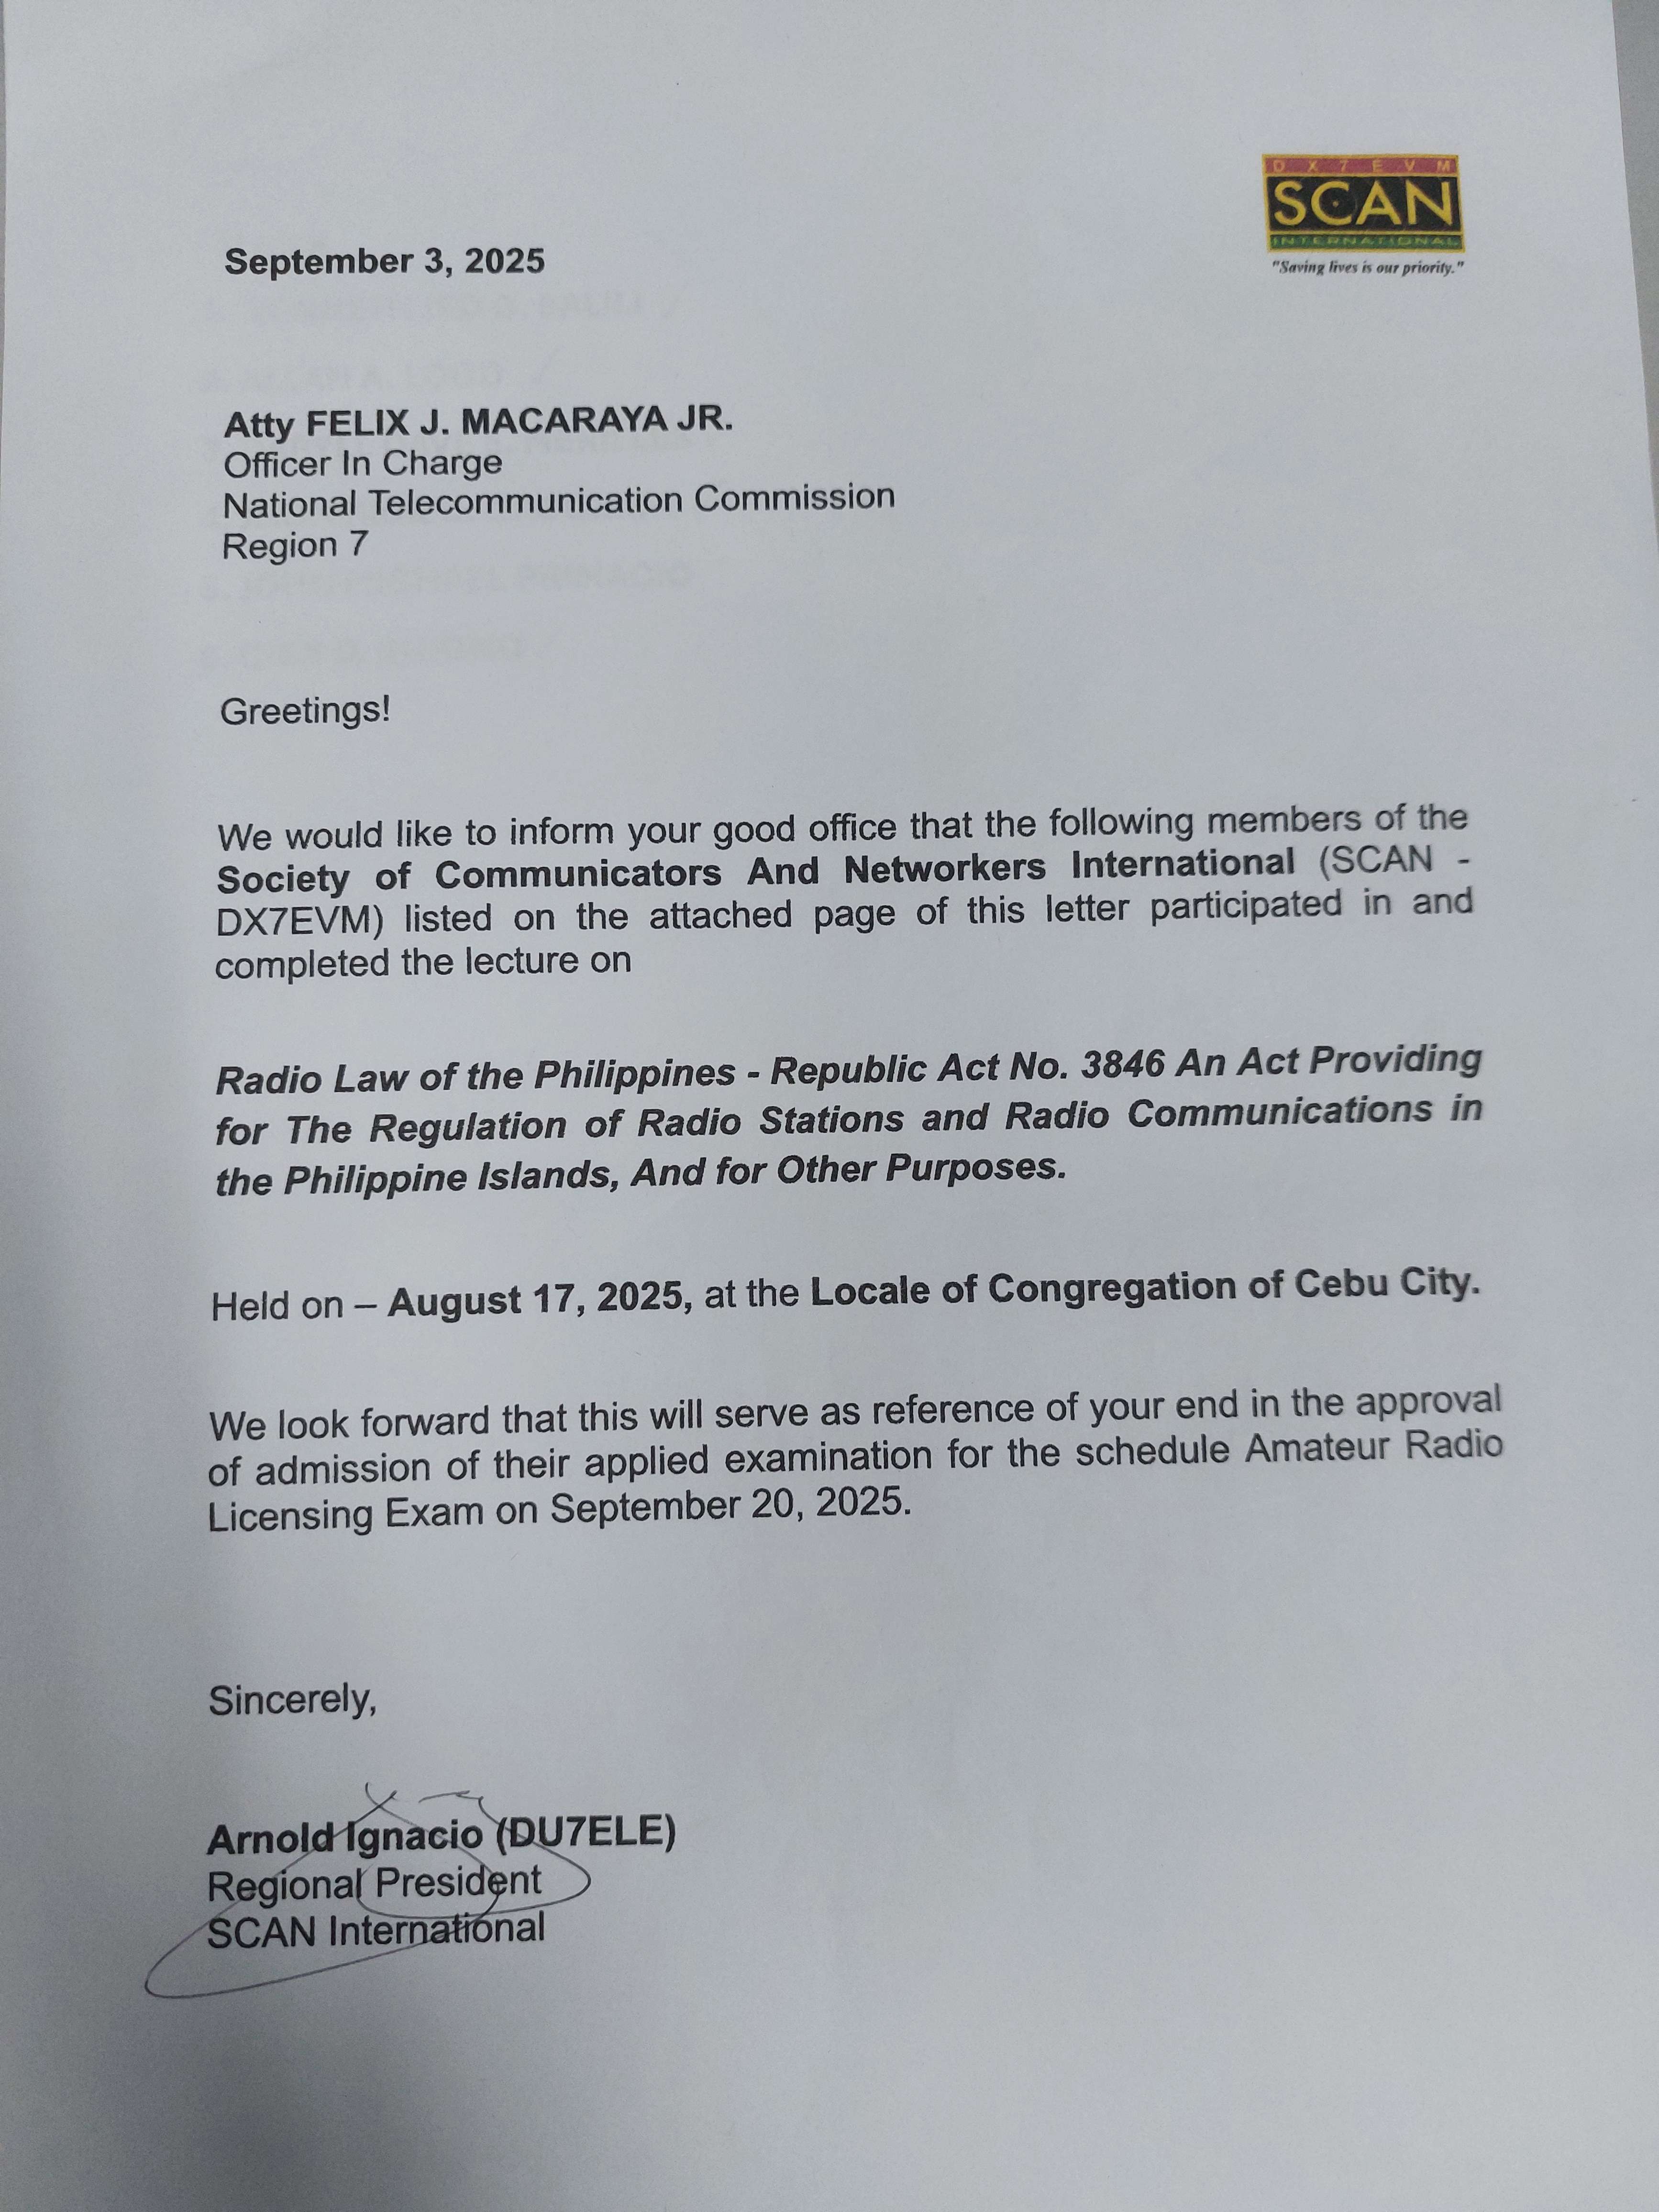 DX7EVM
SCAN
INTERNATIONAL
"Saving lives is our priority."
September 3, 2025
Atty FELIX J. MACARAYA JR.
Officer In Charge
National Telecommunication Commission
Region 7
Greetings!
We would like to inform your good office that the following members of the
Society of Communicators And Networkers International (SCAN -
DX7EVM) listed on the attached page of this letter participated in and
completed the lecture on
Radio Law of the Philippines - Republic Act No. 3846 An Act Providing
for The Regulation of Radio Stations and Radio Communications in
the Philippine Islands, And for Other Purposes.
Held on – August 17, 2025, at the Locale of Congregation of Cebu City.
We look forward that this will serve as reference of your end in the approval
of admission of their applied examination for the schedule Amateur Radio
Licensing Exam on September 20, 2025.
Sincerely,
Arnold Ignacio (DU7ELE)
Regional President
SCAN International